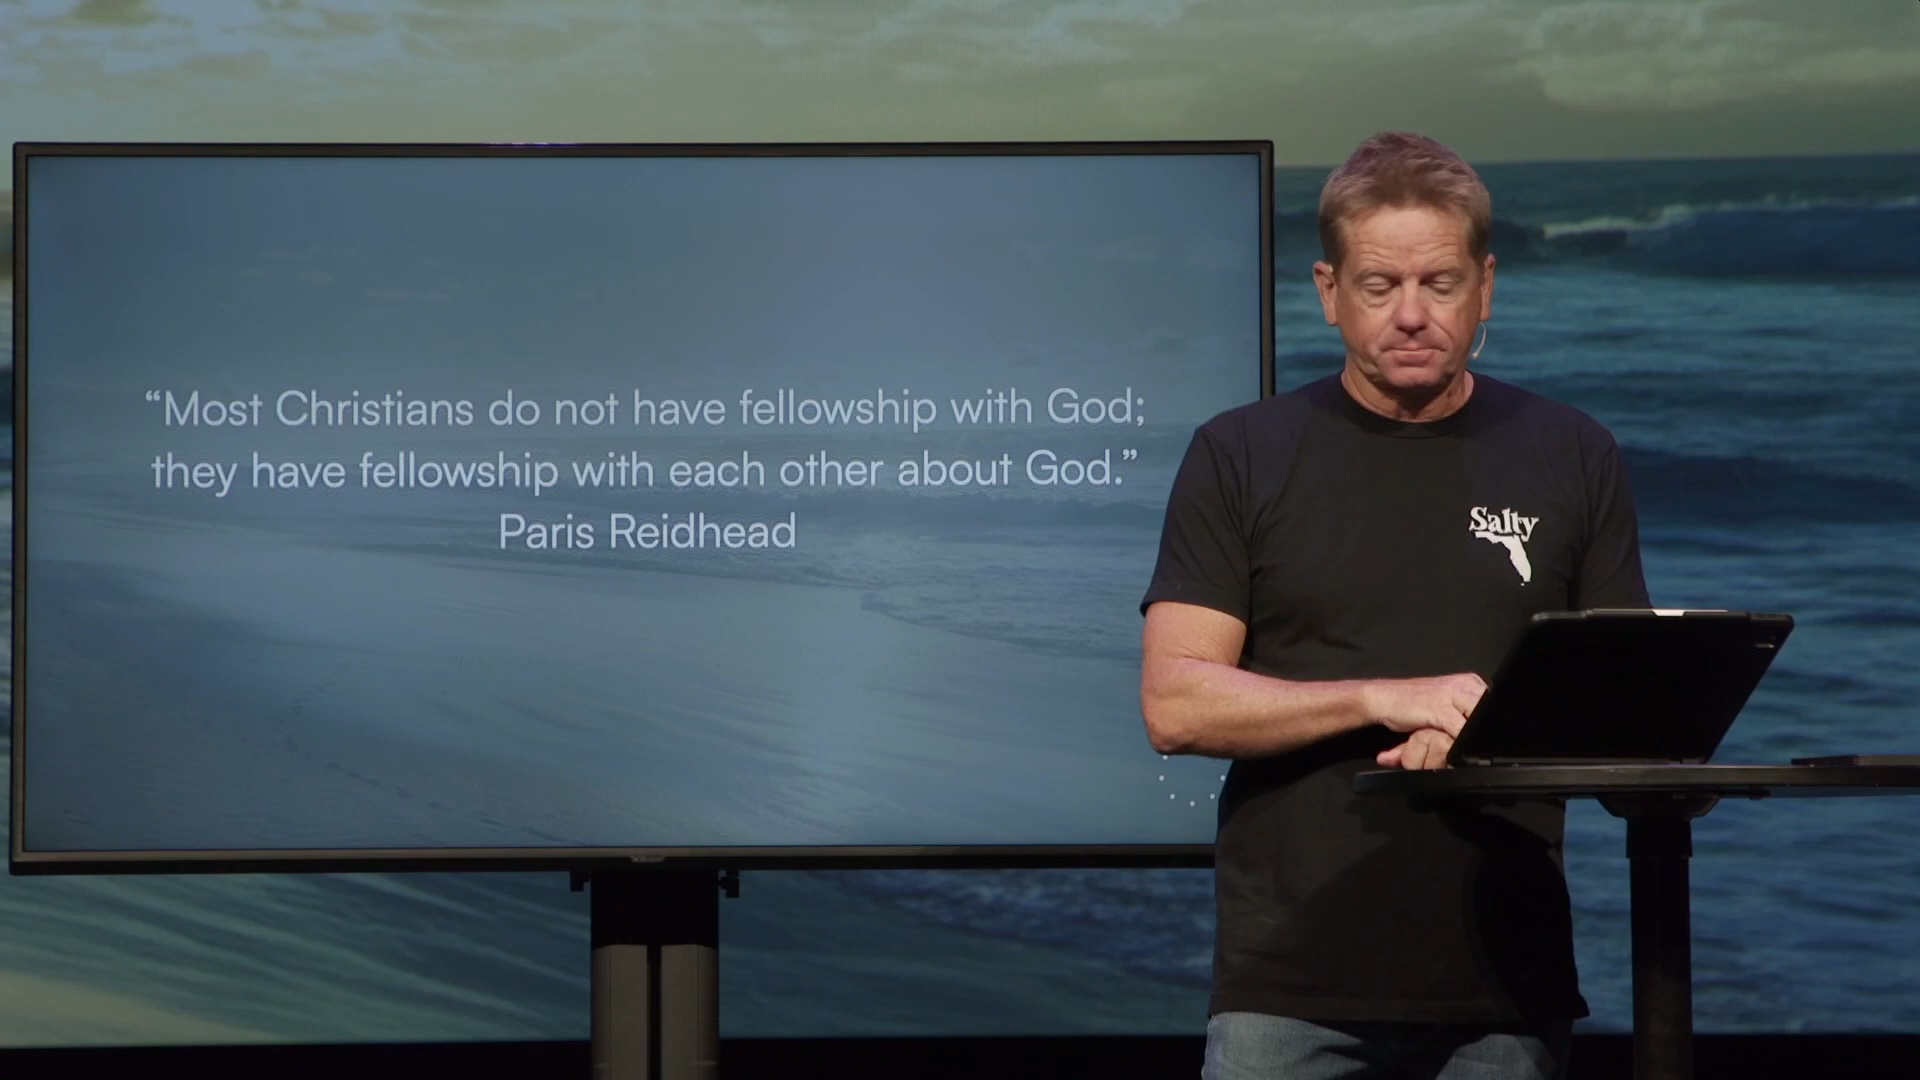 “Most Christians do not have fellowship with God;
they have fellowship with each other about God.”
Paris Reidhead
Salty